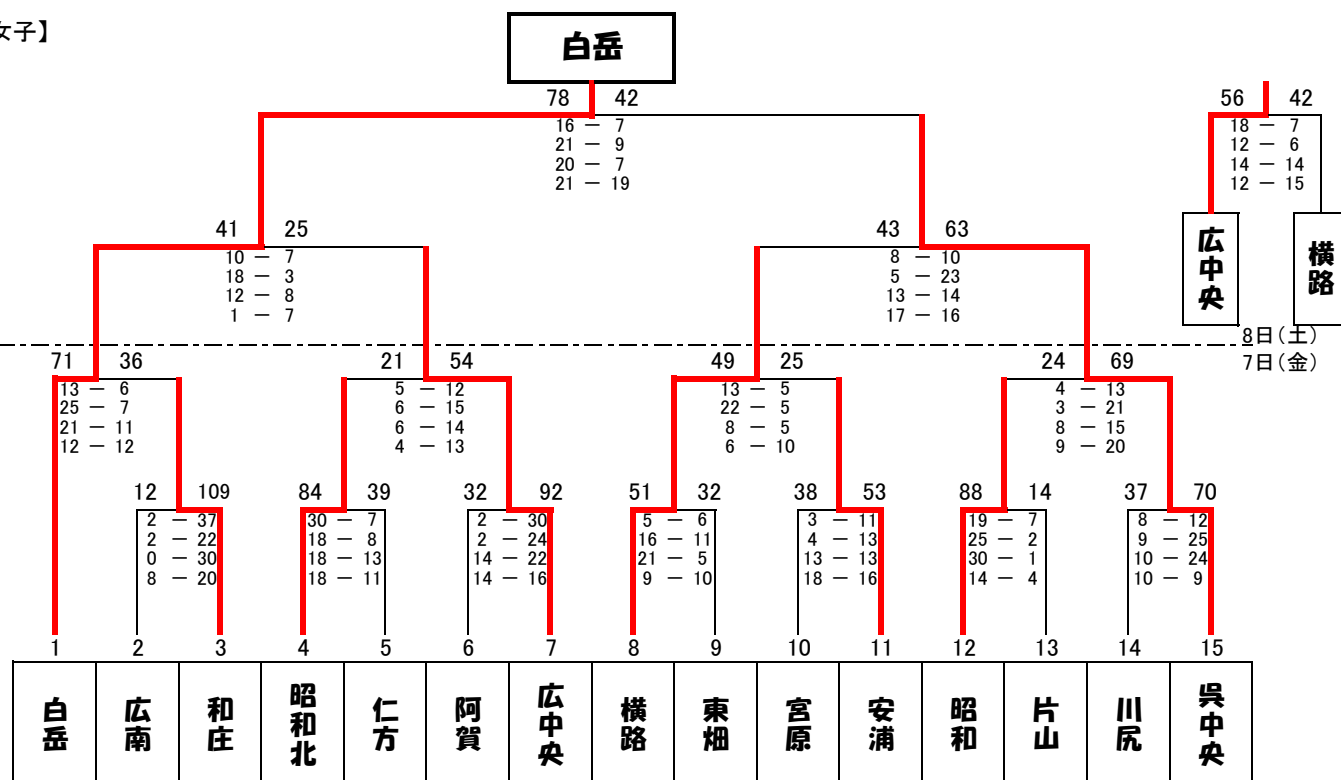 女子】
白岳
78 42
16 － 7
21 － 9
20 － 7
21 － 19
56 42
18 － 7
12 － 6
14 － 14
12 － 15
広中央
横路
41 25
10 － 7
18 － 3
12 － 8
1 － 7
43 63
8 － 10
5 － 23
13 － 14
17 － 16
8日（土）
7日（金）
71 36
13 － 6
25 － 7
21 － 11
12 － 12
21 54
5 － 12
6 － 15
6 － 14
4 － 13
49 25
13 － 5
22 － 5
8 － 5
6 － 10
24 69
4 － 13
3 － 21
8 － 15
9 － 20
12 109
2 － 37
2 － 22
0 － 30
8 － 20
84 39
30 － 7
18 － 8
18 － 13
18 － 11
32 92
2 － 30
2 － 24
14 － 22
14 － 16
51 32
5 － 6
16 － 11
21 － 5
9 － 10
38 53
3 － 11
4 － 13
13 － 13
18 － 16
88 14
19 － 7
25 － 2
30 － 1
14 － 4
37 70
8 － 12
9 － 25
10 － 24
10 － 9
1 2 3 4 5 6 7 8 9 10 11 12 13 14 15
白岳
広南
和庄
昭和北
仁方
阿賀
広中央
横路
東畑
宮原
安浦
昭和
片山
川尻
呉中央